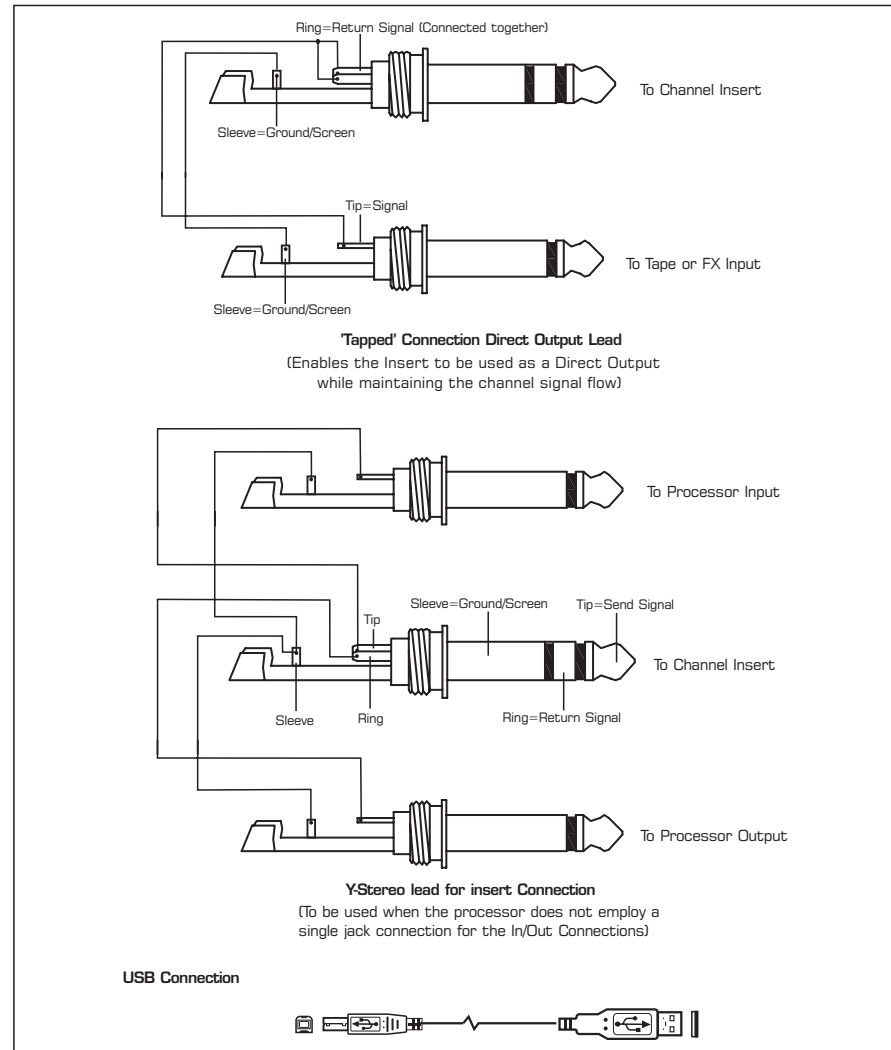 Ring=Return Signal (Connected together)
To Channel Insert
Sleeve=Ground/Screen
Tip=Signal
To Tape or FX Input
Sleeve=Ground/Screen
'Tapped' Connection Direct Output Lead
(Enables the Insert to be used as a Direct Output
while maintaining the channel signal flow)
To Processor Input
Sleeve=Ground/Screen
Tip=Send Signal
Tip
To Channel Insert
Sleeve
Ring
Ring=Return Signal
To Processor Output
Y-Stereo lead for insert Connection
(To be used when the processor does not employ a
single jack connection for the In/Out Connections)
USB Connection